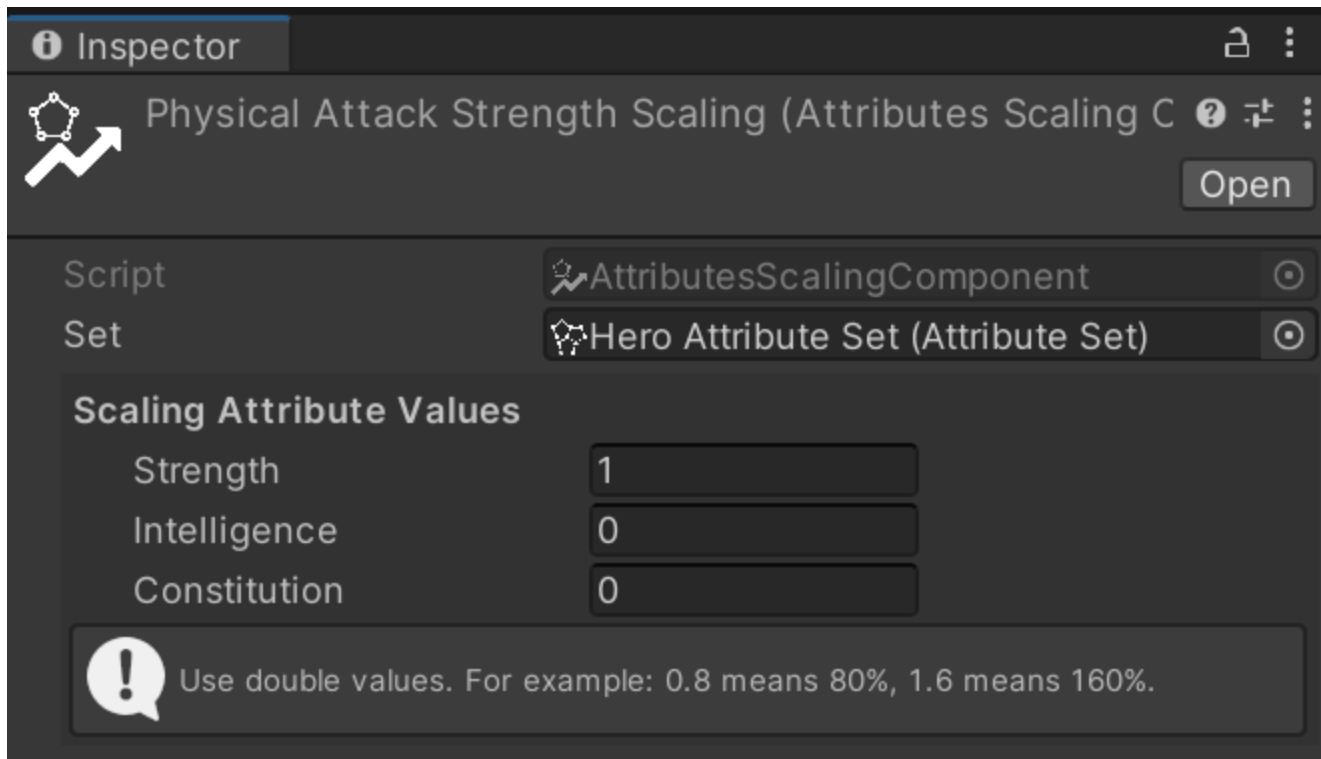 Inspector
Physical Attack Strength Scaling (Attributes Scaling C
Open
Script AttributesScalingComponent
Set Hero Attribute Set (Attribute Set)
Scaling Attribute Values
Strength 1
Intelligence 0
Constitution 0
Use double values. For example: 0.8 means 80%, 1.6 means 160%.